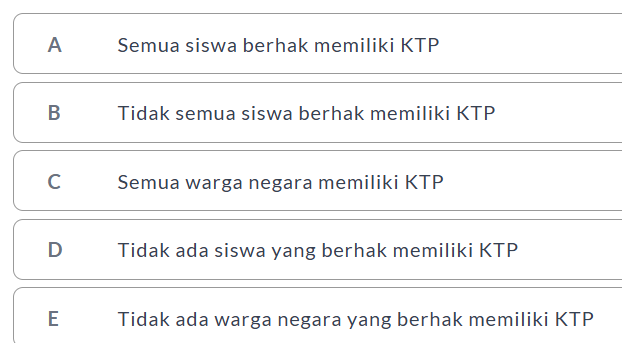 A Semua siswa berhak memiliki KTP
B Tidak semua siswa berhak memiliki KTP
C Semua warga negara memiliki KTP
D Tidak ada siswa yang berhak memiliki KTP
E Tidak ada warga negara yang berhak memiliki KTP